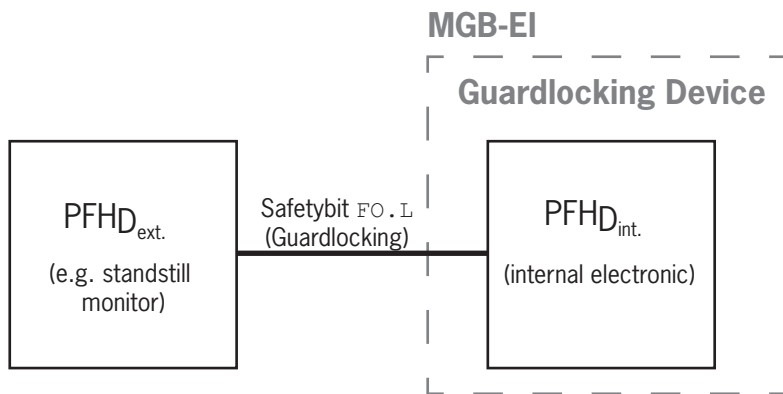 MGB-EI
Guardlocking Device
PFHDext.
(e.g. standstill
monitor)
Safetybit FO.L
(Guardlocking)
PFHDint.
(internal electronic)